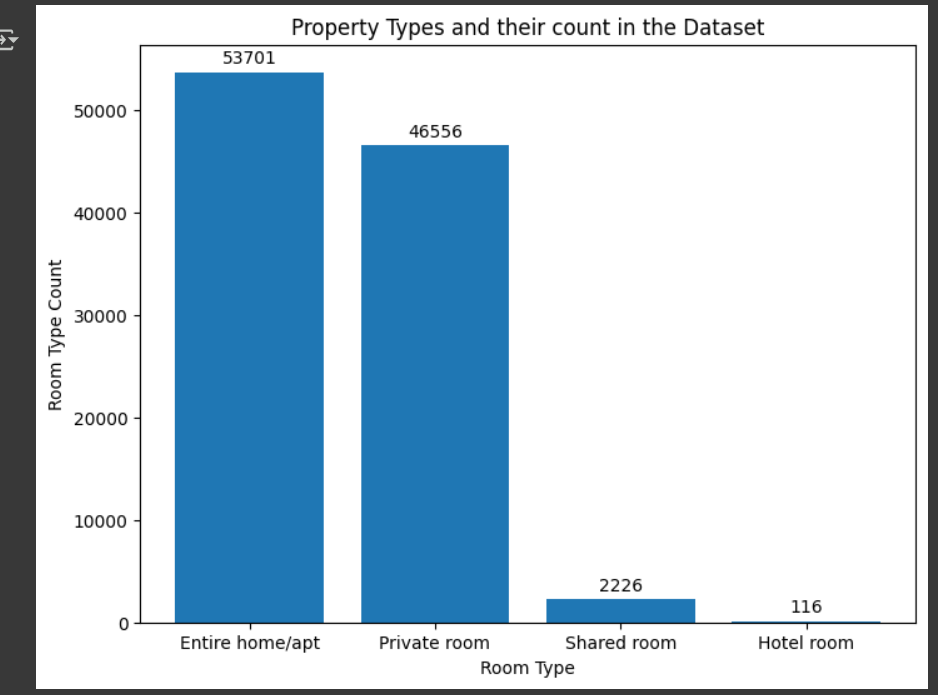 Property Types and their count in the Dataset
53701
46556
2226
116
50000
40000
30000
20000
10000
0
Room Type Count
Entire home/apt
Private room
Shared room
Hotel room
Room Type